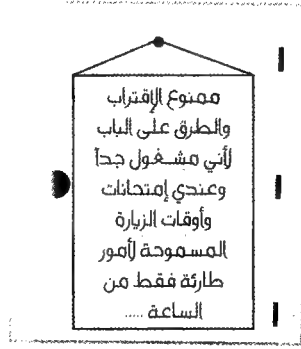 ممنوع الإقتراب
والطرق على الباب
لأني مشغول جداً
وعندي إمتحانات
وأوقات الزيارة
المسموحة لأمور
طارئة فقط من
الساعة .....